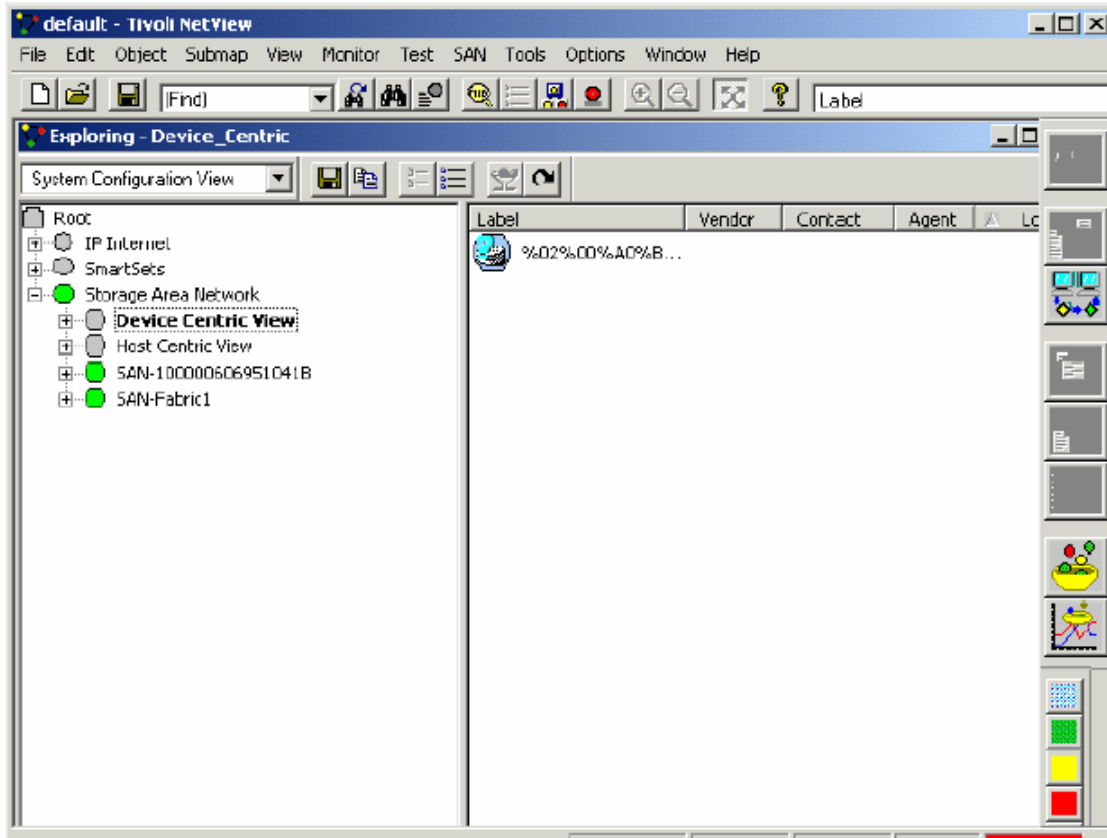 default - Tivoli NetView
File Edit Object Submap View Monitor Test SAN Tools Options Window Help
(Find) Label
Exploring - Device_Centric
System Configuration View
Label Vendor Contact Agent Lc
%02%00%A0%B...
Root
IP Internet
SmartSets
Storage Area Network
Device Centric View
Host Centric View
SAN-100000606951041B
SAN-Fabric1